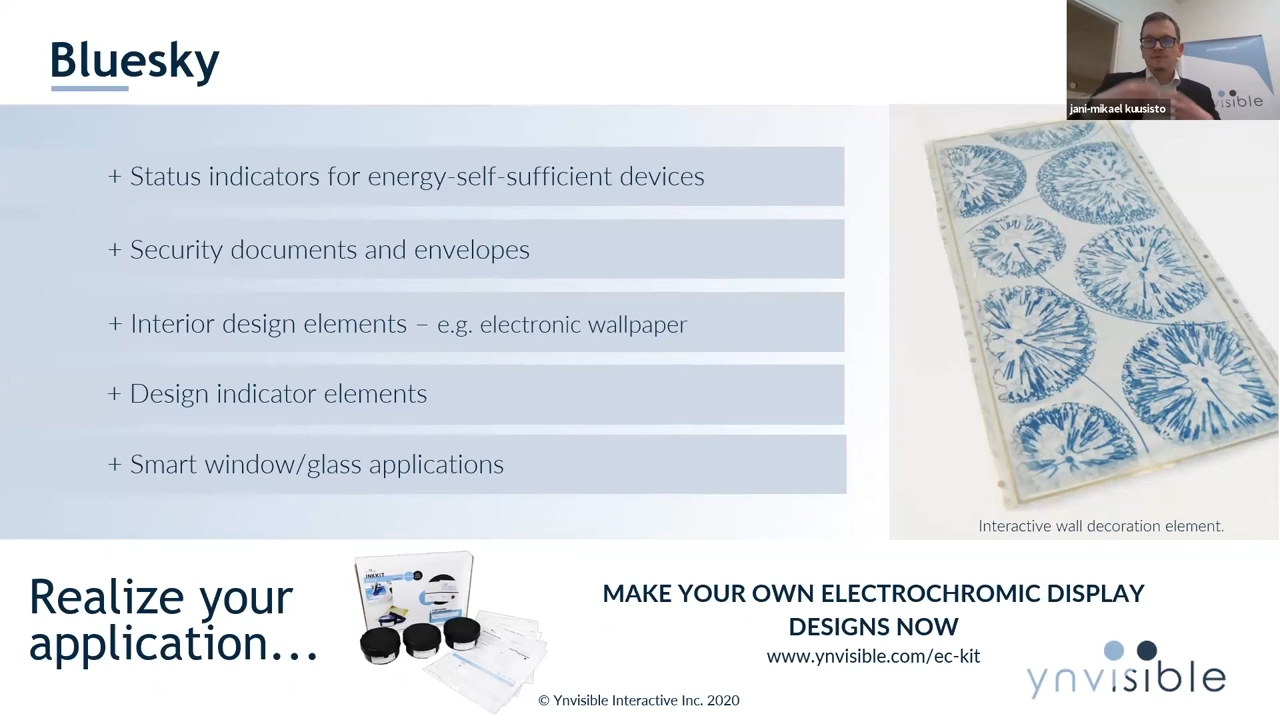 Bluesky
jani-mikael kuusisto
visible
+ Status indicators for energy-self-sufficient devices
+ Security documents and envelopes
+ Interior design elements – e.g. electronic wallpaper
+ Design indicator elements
+ Smart window/glass applications
Interactive wall decoration element.
Realize your
application...
INKKIT
MAKE YOUR OWN ELECTROCHROMIC DISPLAY
DESIGNS NOW
www.ynvisible.com/ec-kit
ynvisible
© Ynvisible Interactive Inc. 2020